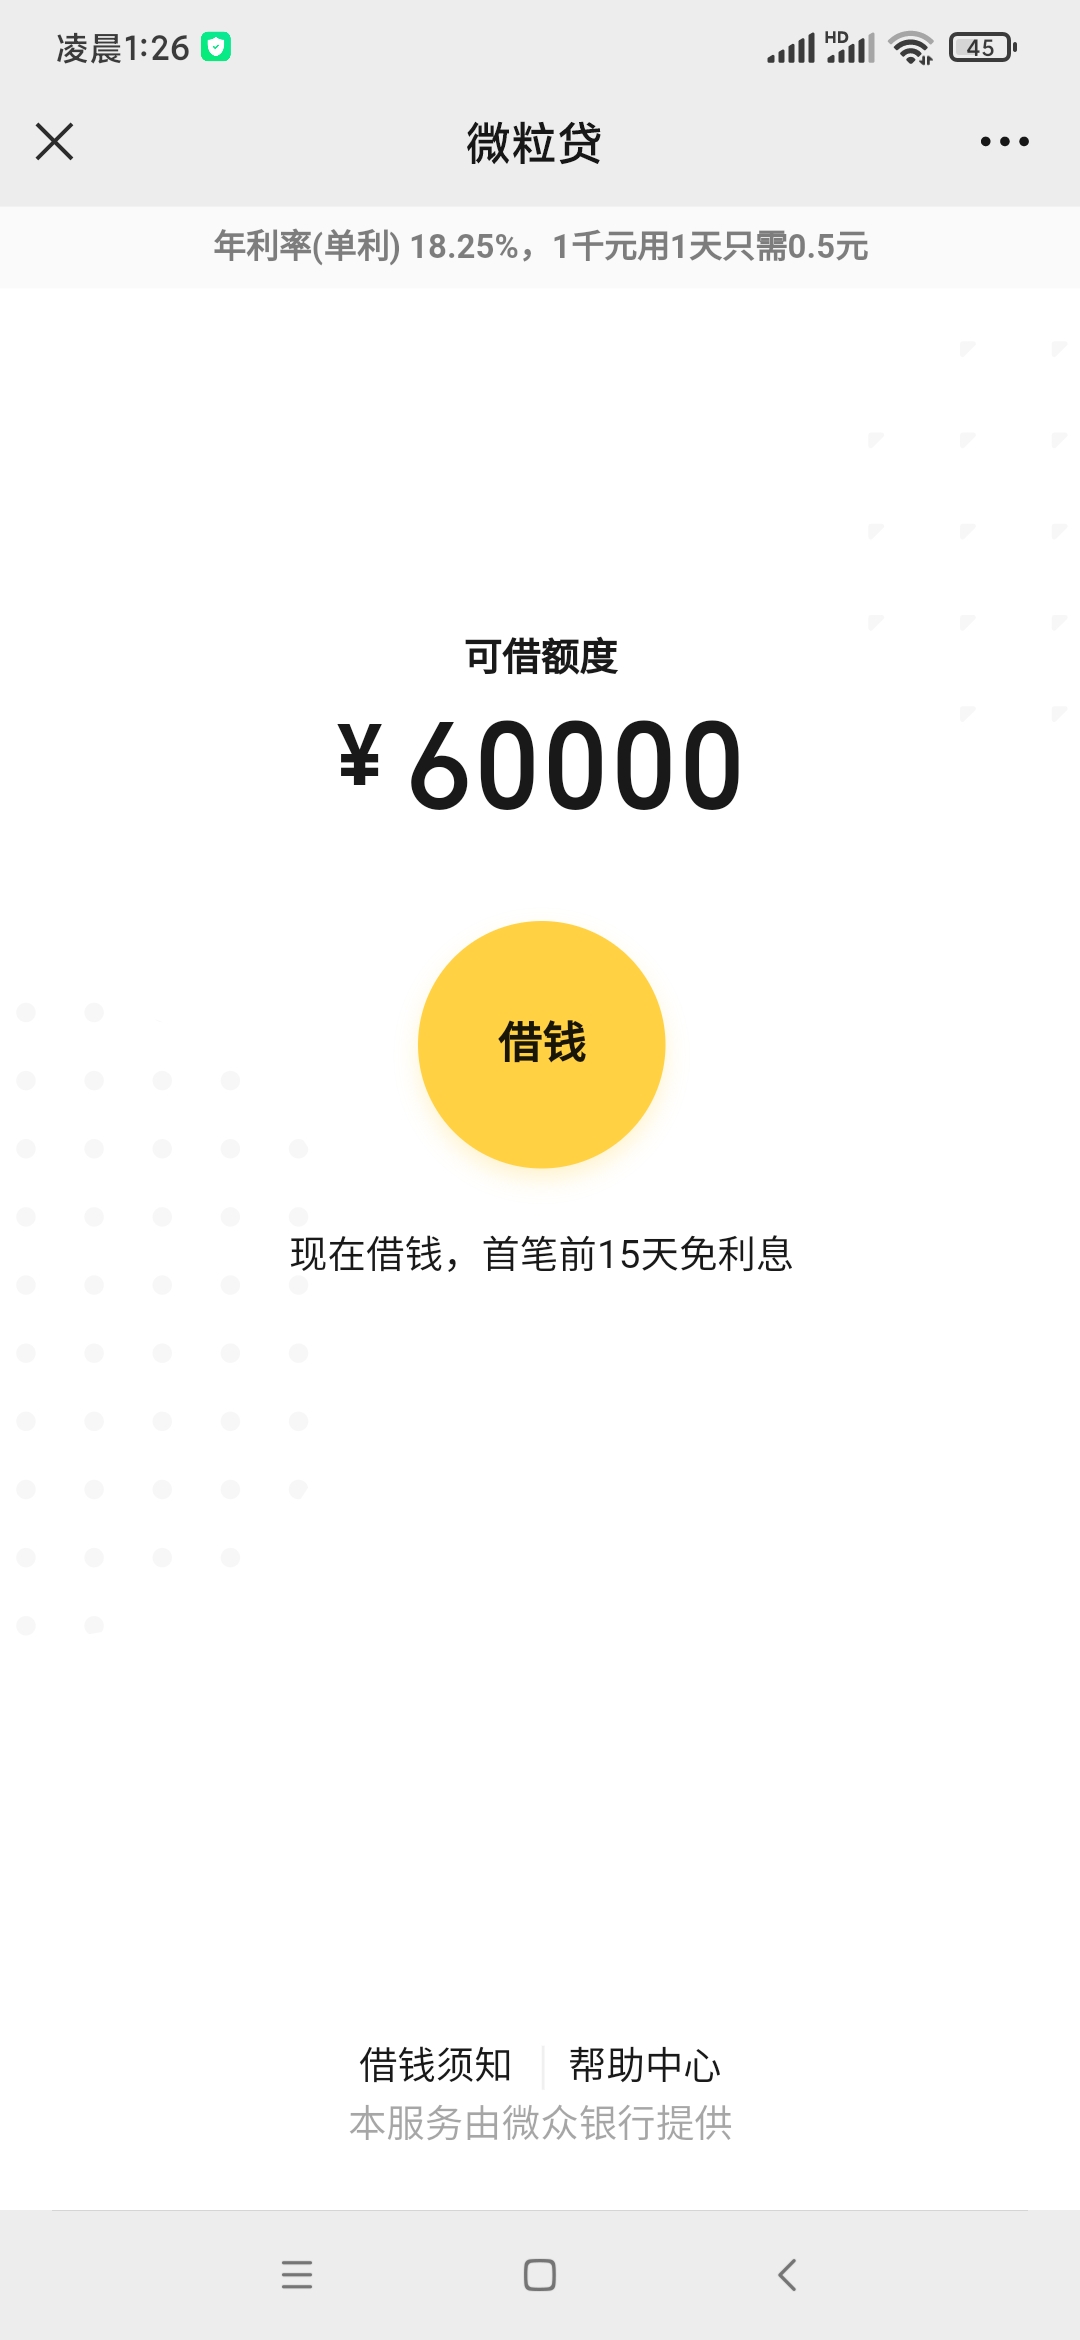 凌晨1:26
HD
45
微粒贷
年利率(单利) 18.25%，1千元用1天只需0.5元
可借额度
¥ 60000
借钱
现在借钱，首笔前15天免利息
借钱须知 | 帮助中心
本服务由微众银行提供